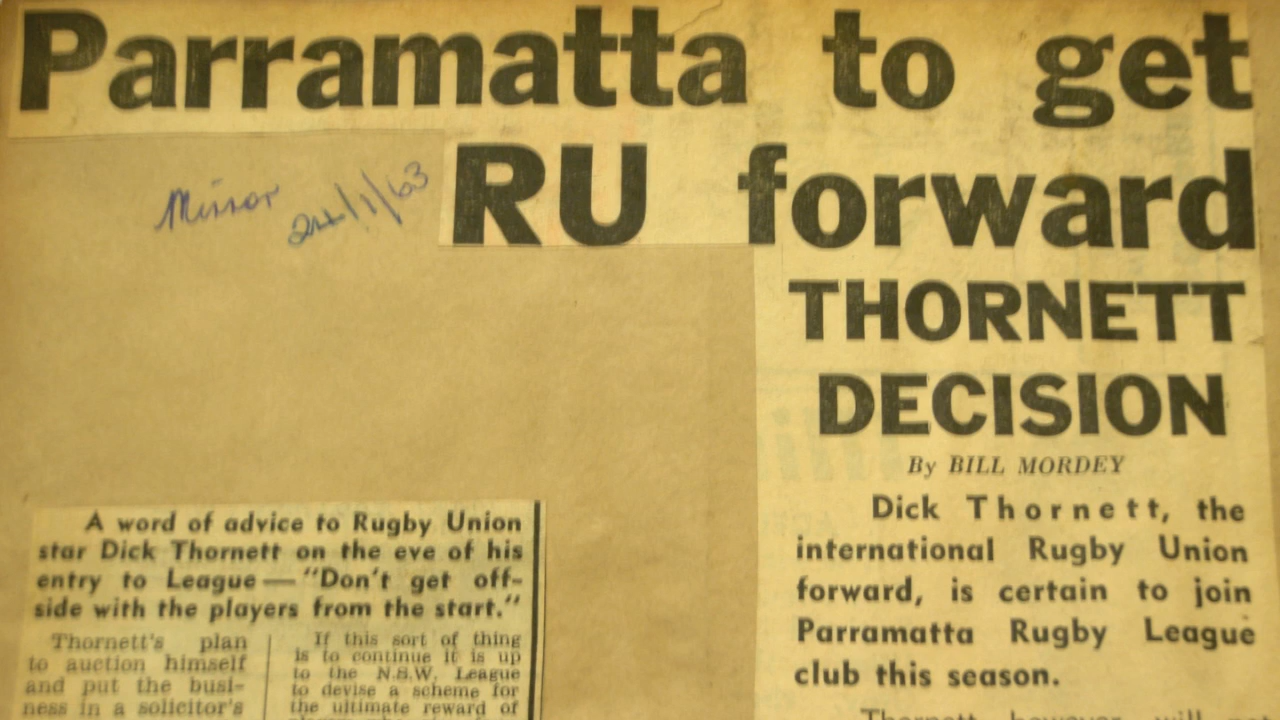 Parramatta to get
RU forward
Mirror 24/1/63
THORNETT
DECISION
By BILL MORDEY
Dick Thornett, the
international Rugby Union
forward, is certain to join
Parramatta Rugby League
club this season.
Thornett however will
A word of advice to Rugby Union
star Dick Thornett on the eve of his
entry to League — "Don't get off-
side with the players from the start."
Thornett's plan
to auction himself
and put the busi-
ness in a solicitor's
If this sort of thing
is to continue it is up
to the N.S.W. League
to devise a scheme for
the ultimate reward of